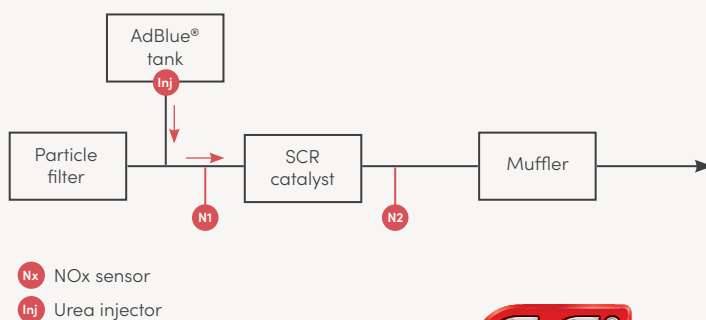 AdBlue®
tank
Inj
Particle
filter
SCR
catalyst
Muffler
N1
N2
Nx NOx sensor
Inj Urea injector